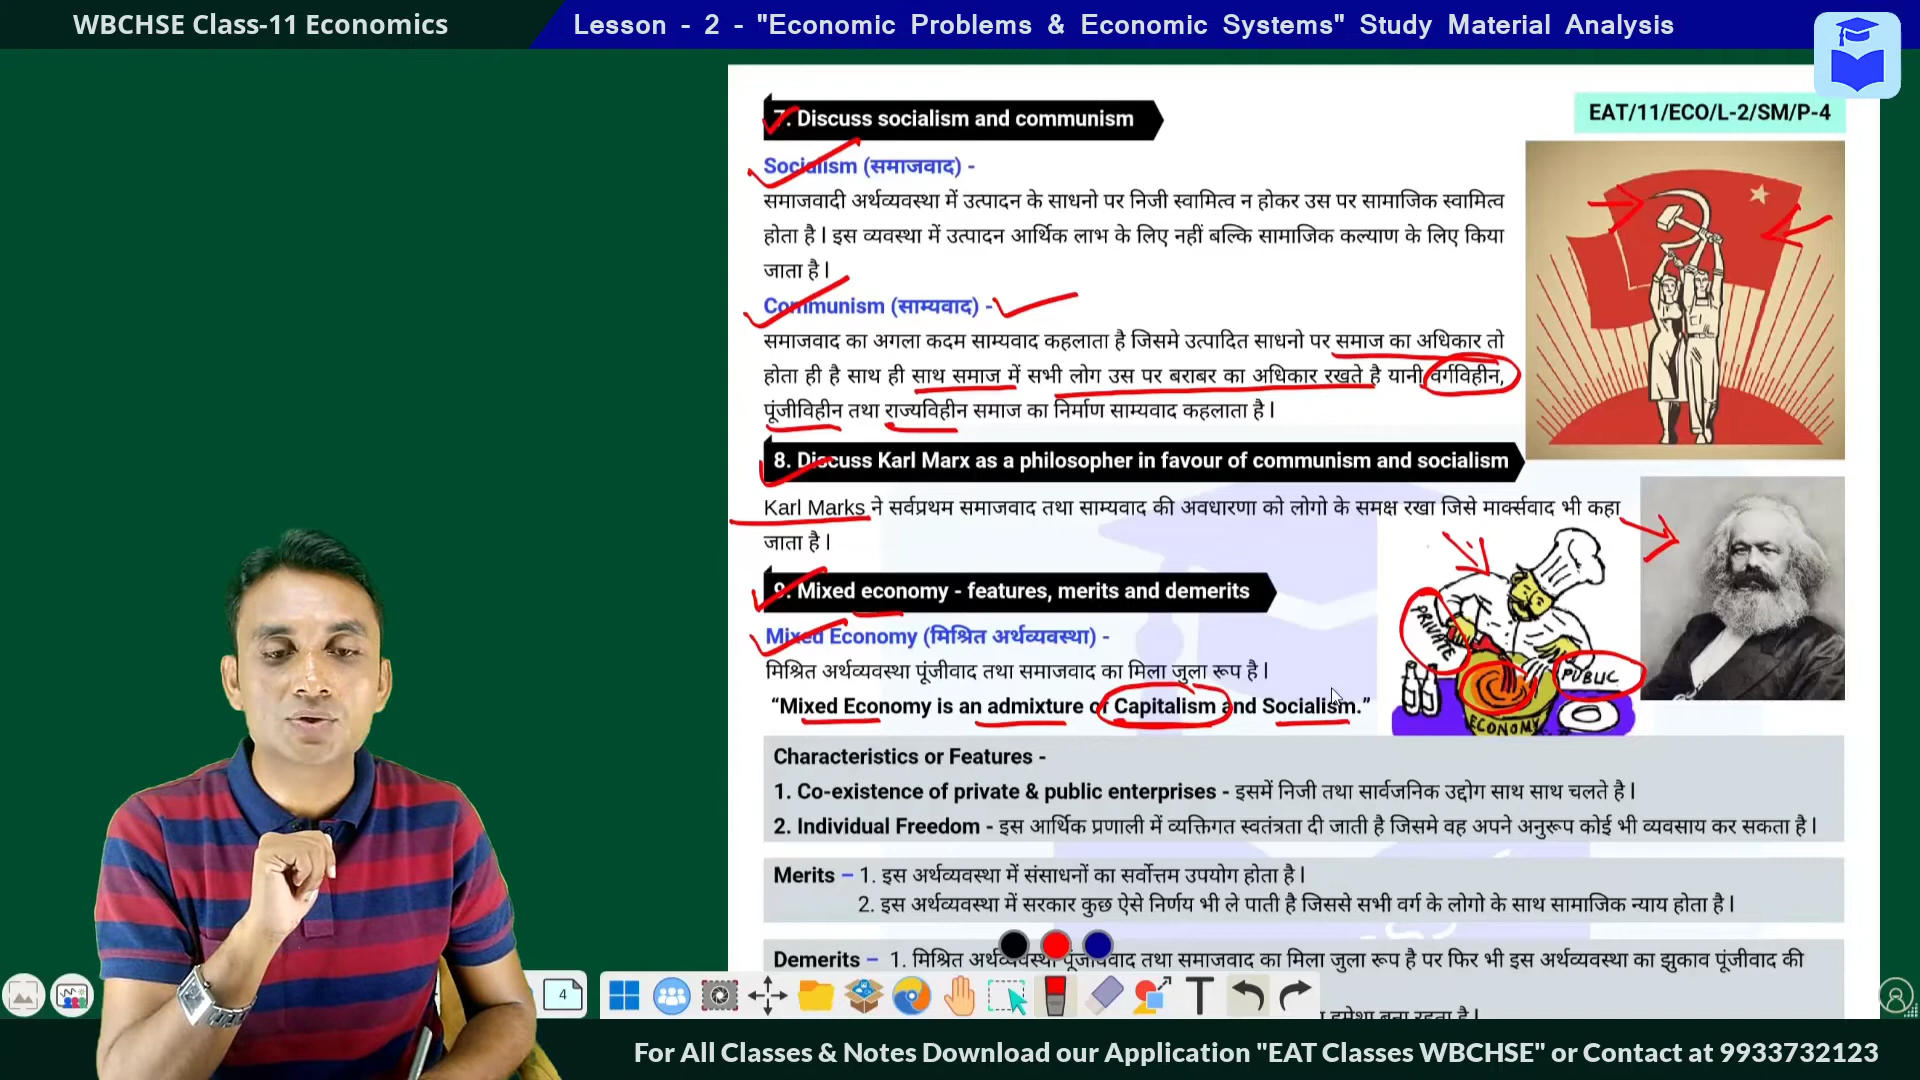 WBCHSE Class-11 Economics
Lesson - 2 - "Economic Problems & Economic Systems" Study Material Analysis
7. Discuss socialism and communism
EAT/11/ECO/L-2/SM/P-4
Socialism (समाजवाद) -
समाजवादी अर्थव्यवस्था में उत्पादन के साधनो पर निजी स्वामित्व न होकर उस पर सामाजिक स्वामित्व
होता है l इस व्यवस्था में उत्पादन आर्थिक लाभ के लिए नहीं बल्कि सामाजिक कल्याण के लिए किया
जाता है l
Communism (साम्यवाद) -
समाजवाद का अगला कदम साम्यवाद कहलाता है जिसमे उत्पादित साधनो पर समाज का अधिकार तो
होता ही है साथ ही साथ समाज में सभी लोग उस पर बराबर का अधिकार रखते है यानी वर्गविहीन,
पूंजीविहीन तथा राज्यविहीन समाज का निर्माण साम्यवाद कहलाता है l
8. Discuss Karl Marx as a philosopher in favour of communism and socialism
Karl Marks ने सर्वप्रथम समाजवाद तथा साम्यवाद की अवधारणा को लोगो के समक्ष रखा जिसे मार्क्सवाद भी कहा
जाता है l
9. Mixed economy - features, merits and demerits
Mixed Economy (मिश्रित अर्थव्यवस्था) -
मिश्रित अर्थव्यवस्था पूंजीवाद तथा समाजवाद का मिला जुला रूप है l
“Mixed Economy is an admixture of Capitalism and Socialism.”
PRIVATE
PUBLIC
ECONOMY
Characteristics or Features -
1. Co-existence of private & public enterprises - इसमें निजी तथा सार्वजनिक उद्दोग साथ साथ चलते है l
2. Individual Freedom - इस आर्थिक प्रणाली में व्यक्तिगत स्वतंत्रता दी जाती है जिसमे वह अपने अनुरूप कोई भी व्यवसाय कर सकता है l
Merits – 1. इस अर्थव्यवस्था में संसाधनों का सर्वोत्तम उपयोग होता है l
2. इस अर्थव्यवस्था में सरकार कुछ ऐसे निर्णय भी ले पाती है जिससे सभी वर्ग के लोगो के साथ सामाजिक न्याय होता है l
Demerits – 1. मिश्रित अर्थव्यवस्था पूंजीवाद तथा समाजवाद का मिला जुला रूप है पर फिर भी इस अर्थव्यवस्था का झुकाव पूंजीवाद की
हमेशा बना रहता है l
4
T
For All Classes & Notes Download our Application "EAT Classes WBCHSE" or Contact at 9933732123